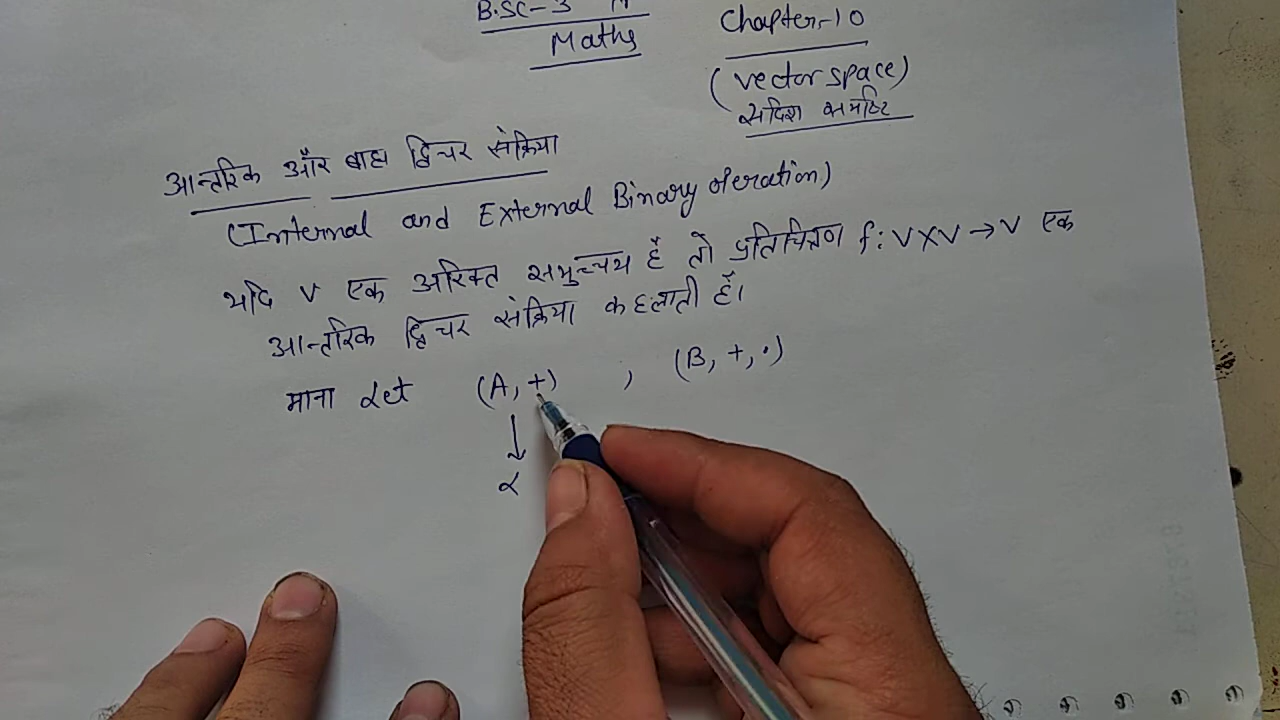 B.SC-3
Maths
Chapter-10
(vector space)
सदिश समष्टि
आन्तरिक और बाह्य द्विचर संक्रिया
(Internal and External Binary operation)
यदि V एक अरिक्त समुच्चय है तो प्रतिचित्रण f: V X V → V एक
आन्तरिक द्विचर संक्रिया कहलाती है।
माना Let (A, +) , (B, +, •)
↓
α